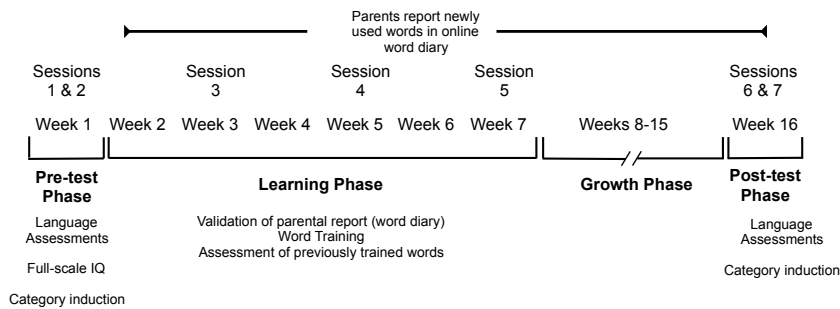 Parents report newly
used words in online
word diary
Sessions
1 & 2
Session
3
Session
4
Session
5
Sessions
6 & 7
Week 1 Week 2 Week 3 Week 4 Week 5 Week 6 Week 7 Weeks 8-15 Week 16
Pre-test
Phase
Learning Phase
Growth Phase
Post-test
Phase
Language
Assessments
Full-scale IQ
Category induction
Validation of parental report (word diary)
Word Training
Assessment of previously trained words
Language
Assessments
Category induction